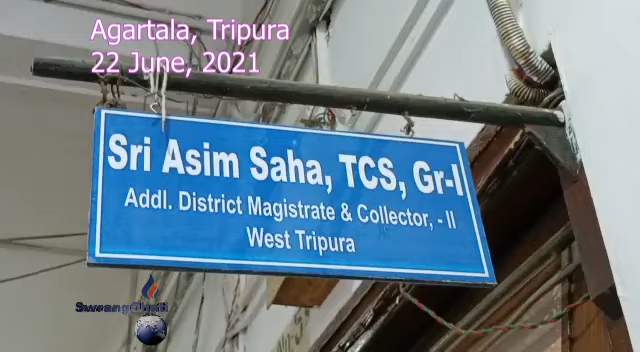 Agartala, Tripura
22 June, 2021
Sri Asim Saha, TCS, Gr-I
Addl. District Magistrate & Collector, - II
West Tripura